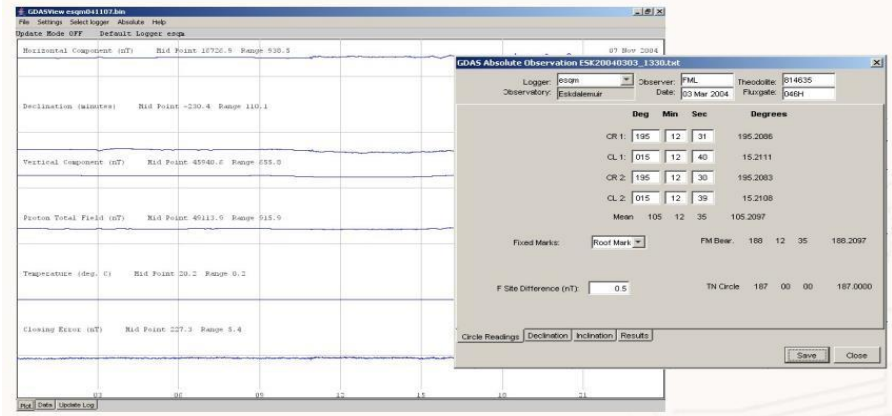 GDASView esqm041107.bin
File Settings Select logger Absolute Help
Update Mode OFF Default Logger esqm
Horizontal Component (nT) Mid Point 16926.9 Range 930.5
07 Nov 2004
Declination (minutes) Mid Point -230.4 Range 110.1
Vertical Component (nT) Mid Point 45940.6 Range 655.0
Proton Total Field (nT) Mid Point 49113.9 Range 515.9
Temperature (deg. C) Mid Point 20.2 Range 0.2
Closing Error (nT) Mid Point 227.3 Range 5.4
03 06 09 12 15 18 21
Plot Data Update Log
GDAS Absolute Observation ESK20040303_1330.txt
Logger: esqm Observer: FML Theodolite: 814635
Observatory: Eskdalemuir Date: 03 Mar 2004 Fluxgate: 046H
Deg Min Sec Degrees
CR 1: 195 12 31 195.2086
CL 1: 015 12 40 15.2111
CR 2: 195 12 30 195.2083
CL 2: 015 12 39 15.2108
Mean 105 12 35 105.2097
Fixed Marks: Roof Mark FM Bear. 188 12 35 188.2097
F Site Difference (nT): 0.5 TN Circle 187 00 00 187.0000
Circle Readings Declination Inclination Results
Save Close